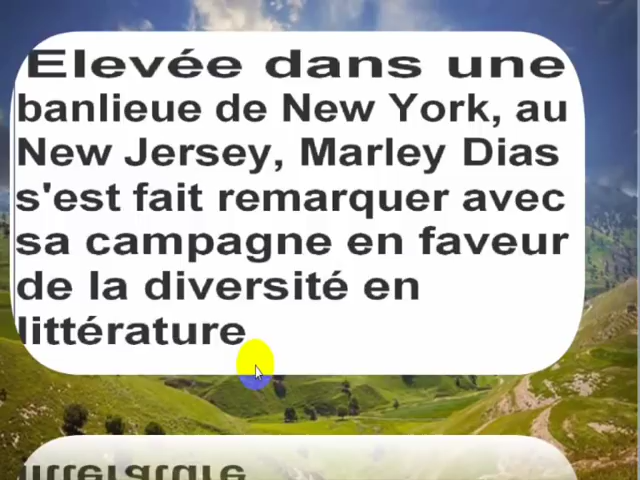 Elevée dans une
banlieue de New York, au
New Jersey, Marley Dias
s'est fait remarquer avec
sa campagne en faveur
de la diversité en
littérature